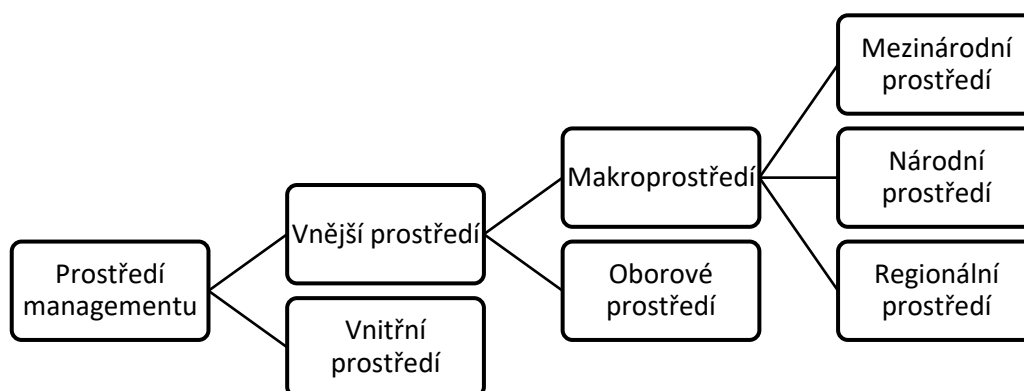 Prostředí
managementu
Vnější prostředí
Vnitřní
prostředí
Makroprostředí
Oborové
prostředí
Mezinárodní
prostředí
Národní
prostředí
Regionální
prostředí